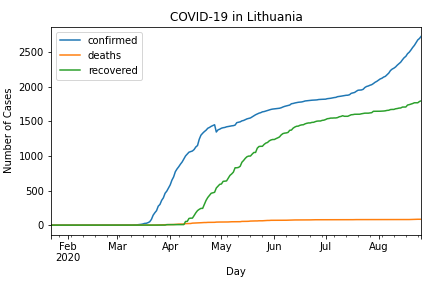 COVID-19 in Lithuania
confirmed
deaths
recovered
Number of Cases
2500
2000
1500
1000
500
0
Feb Mar Apr May Jun Jul Aug
2020
Day